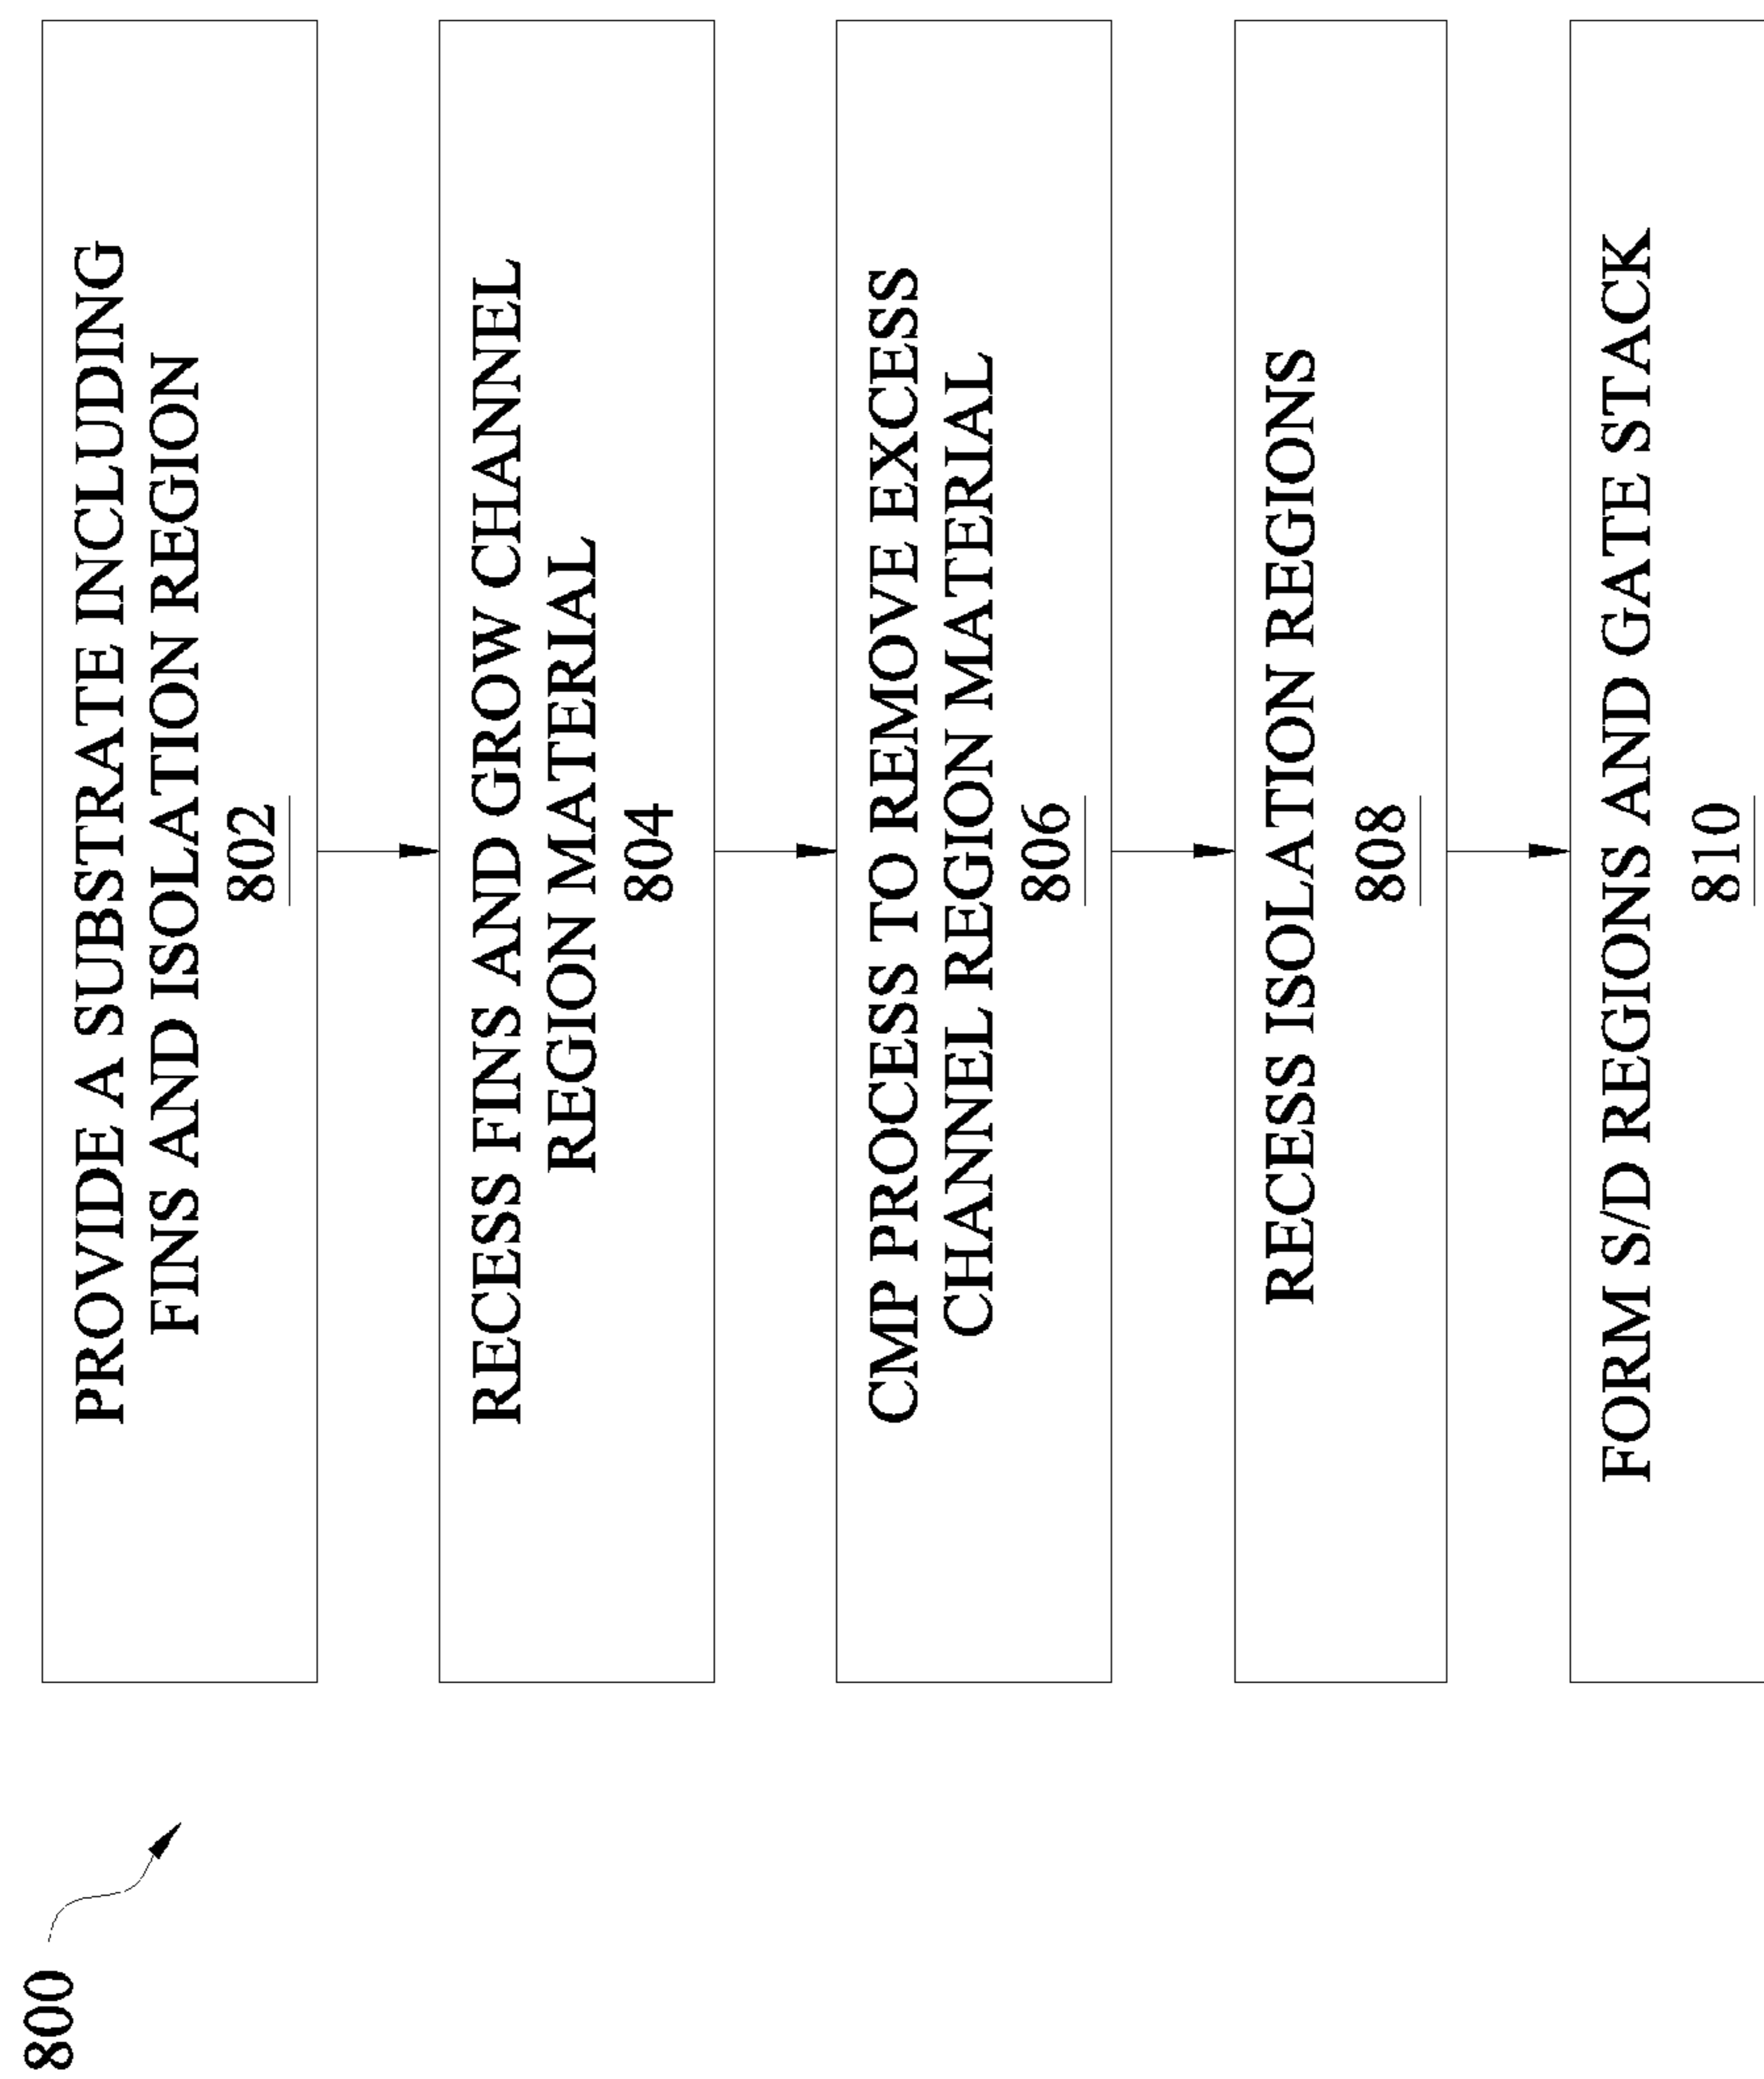 800
PROVIDE A SUBSTRATE INCLUDING
FINS AND ISOLATION REGION
802
RECESS FINS AND GROW CHANNEL
REGION MATERIAL
804
CMP PROCESS TO REMOVE EXCESS
CHANNEL REGION MATERIAL
806
RECESS ISOLATION REGIONS
808
FORM S/D REGIONS AND GATE STACK
810